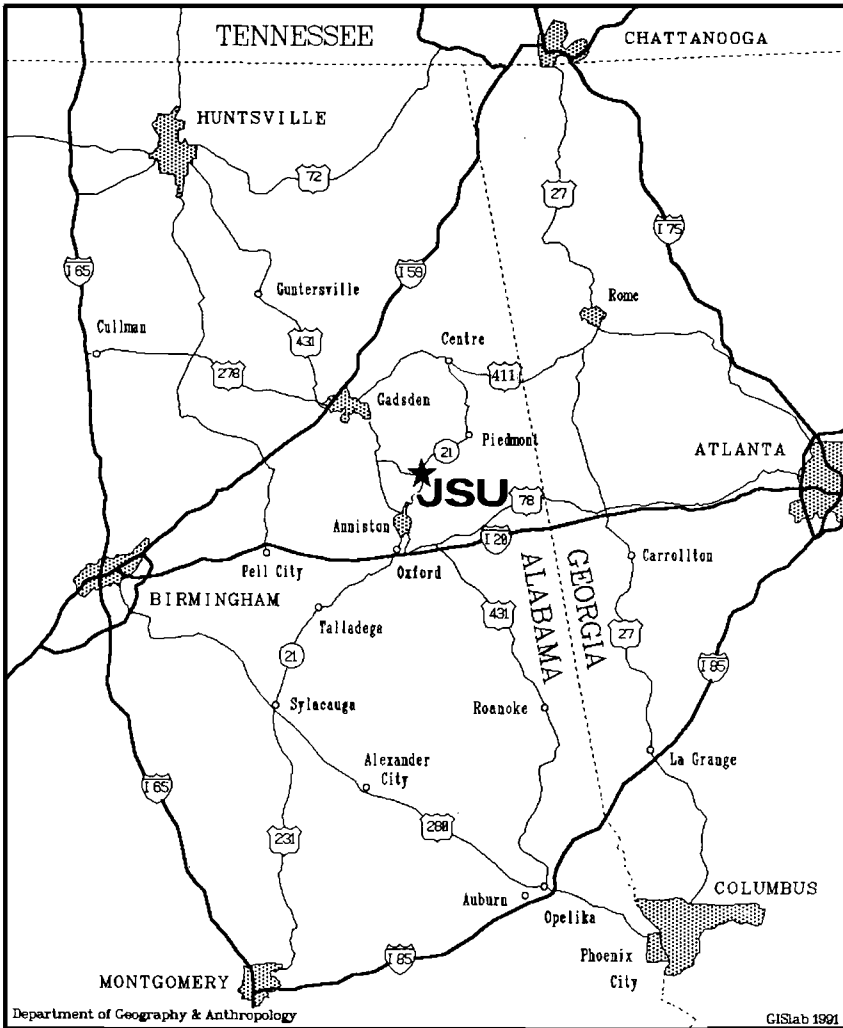 TENNESSEE
CHATTANOOGA
HUNTSVILLE
72
27
I 75
I 65
I 59
Guntersville
Rome
Cullman
431
Centre
278
411
Gadsden
Piedmont
21
ATLANTA
JSU
78
Anniston
I 20
Pell City
Oxford
Carrollton
GEORGIA
ALABAMA
BIRMINGHAM
Talladega
431
27
21
I 85
Sylacauga
Roanoke
La Grange
Alexander
City
I 65
280
231
COLUMBUS
Auburn
Opelika
Phoenix
City
I 85
MONTGOMERY
Department of Geography & Anthropology
GISlab 1991